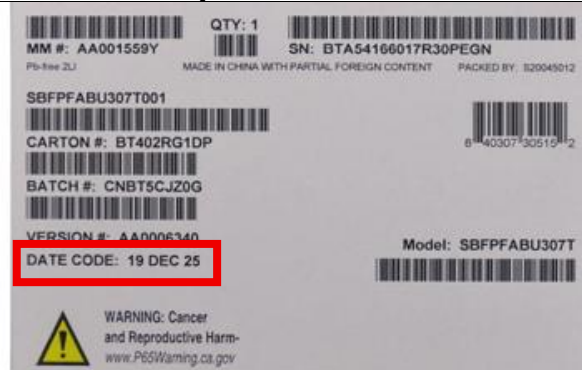 QTY: 1
MM #: AA001559Y
SN: BTA54166017R30PEGN
Pb-free 2LI
MADE IN CHINA WITH PARTIAL FOREIGN CONTENT
PACKED BY: S20045012
SBFPFABU307T001
CARTON #: BT402RG1DP
8 40307 30515 2
BATCH #: CNBT5CJZ0G
VERSION #: AA0006340
Model: SBFPFABU307T
DATE CODE: 19 DEC 25
WARNING: Cancer
and Reproductive Harm-
www.P65Warning.ca.gov